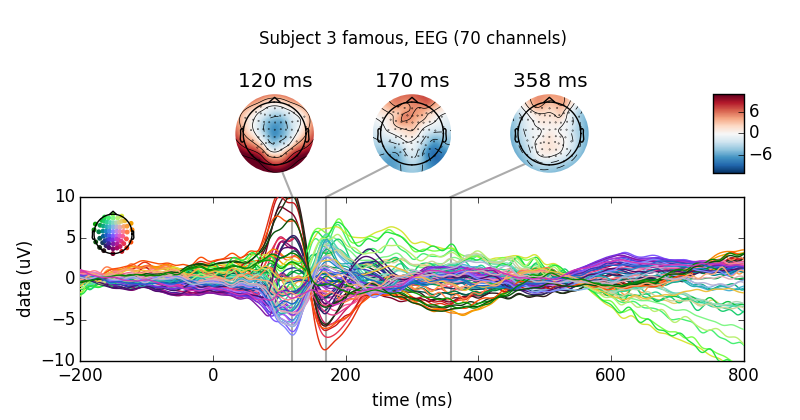 Subject 3 famous, EEG (70 channels)
120 ms 170 ms 358 ms
6
0
−6
10
5
0
−5
−10
data (uV)
−200 0 200 400 600 800
time (ms)